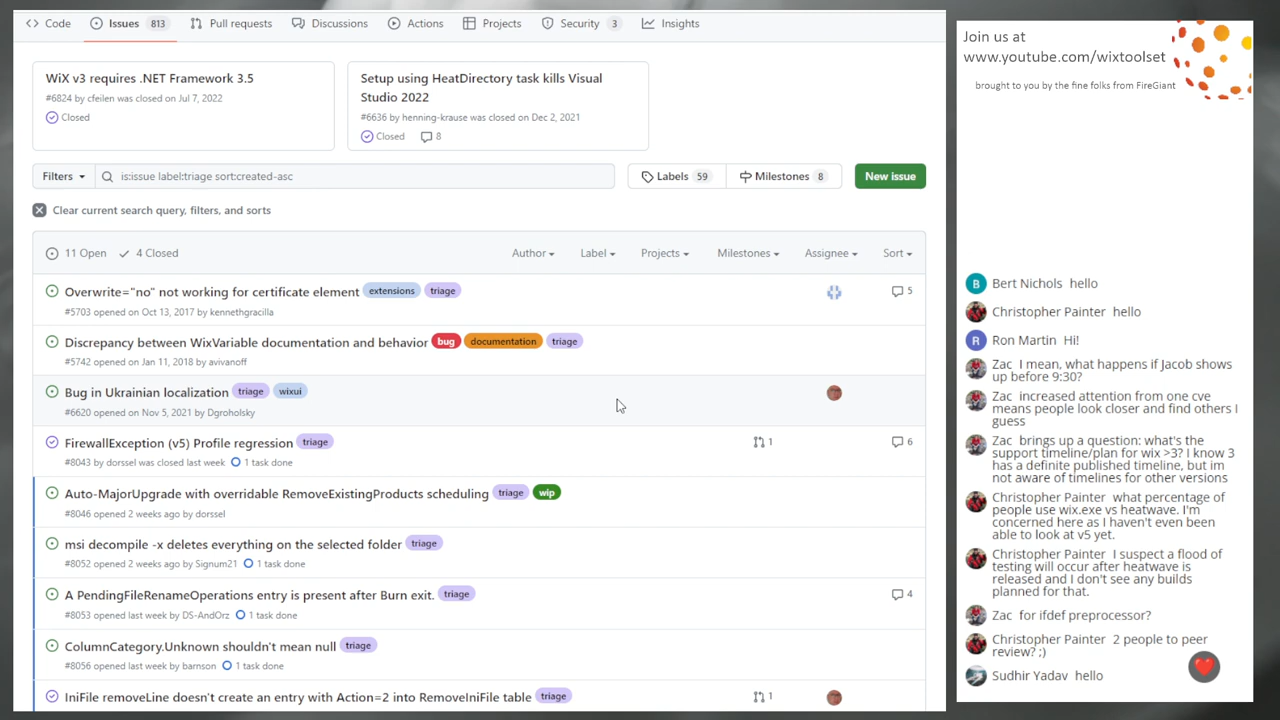 Code
Issues 813
Pull requests
Discussions
Actions
Projects
Security 3
Insights
WiX v3 requires .NET Framework 3.5
#6824 by cfeilen was closed on Jul 7, 2022
Closed
Setup using HeatDirectory task kills Visual
Studio 2022
#6636 by henning-krause was closed on Dec 2, 2021
Closed 8
Filters
is:issue label:triage sort:created-asc
Labels 59
Milestones 8
New issue
Clear current search query, filters, and sorts
11 Open 4 Closed
Author
Label
Projects
Milestones
Assignee
Sort
Overwrite="no" not working for certificate element extensions triage 5
#5703 opened on Oct 13, 2017 by kennethgracilla
Discrepancy between WixVariable documentation and behavior bug documentation triage
#5742 opened on Jan 11, 2018 by avivanoff
Bug in Ukrainian localization triage wixui
#6620 opened on Nov 5, 2021 by Dgroholsky
FirewallException (v5) Profile regression triage 1 6
#8043 by dorssel was closed last week 1 task done
Auto-MajorUpgrade with overridable RemoveExistingProducts scheduling triage wip
#8046 opened 2 weeks ago by dorssel
msi decompile -x deletes everything on the selected folder triage
#8052 opened 2 weeks ago by Signum21 1 task done
A PendingFileRenameOperations entry is present after Burn exit. triage 4
#8053 opened last week by DS-AndOrz 1 task done
ColumnCategory.Unknown shouldn't mean null triage
#8056 opened last week by barnson 1 task done
IniFile removeLine doesn't create an entry with Action=2 into RemoveIniFile table triage 1
Join us at
www.youtube.com/wixtoolset
brought to you by the fine folks from FireGiant
B Bert Nichols hello
Christopher Painter hello
R Ron Martin Hi!
Zac I mean, what happens if Jacob shows
up before 9:30?
Zac increased attention from one cve
means people look closer and find others I
guess
Zac brings up a question: what's the
support timeline/plan for wix >3? I know 3
has a definite published timeline, but im
not aware of timelines for other versions
Christopher Painter what percentage of
people use wix.exe vs heatwave. I'm
concerned here as I haven't even been
able to look at v5 yet.
Christopher Painter I suspect a flood of
testing will occur after heatwave is
released and I don't see any builds
planned for that.
Zac for ifdef preprocessor?
Christopher Painter 2 people to peer
review? ;)
Sudhir Yadav hello